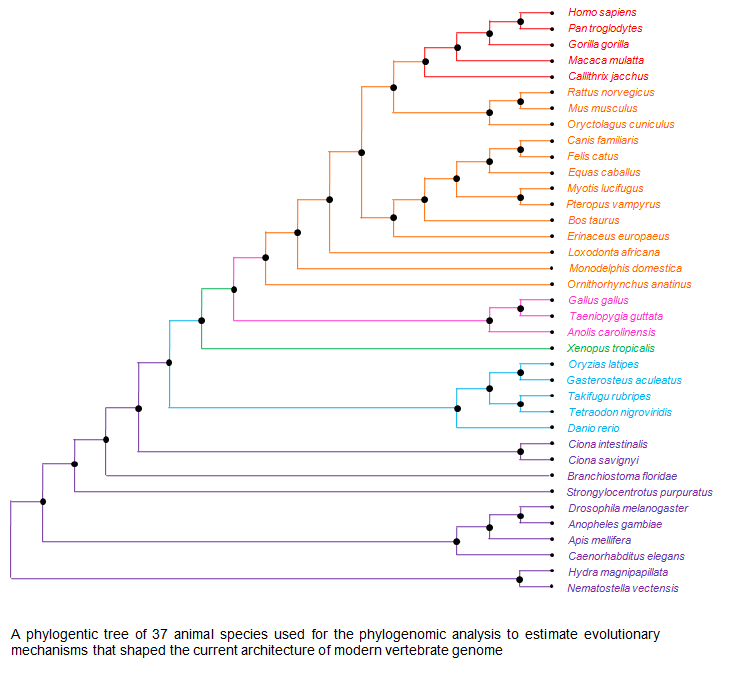 Homo sapiens
Pan troglodytes
Gorilla gorilla
Macaca mulatta
Callithrix jacchus
Rattus norvegicus
Mus musculus
Oryctolagus cuniculus
Canis familiaris
Felis catus
Equas caballus
Myotis lucifugus
Pteropus vampyrus
Bos taurus
Erinaceus europaeus
Loxodonta africana
Monodelphis domestica
Ornithorhynchus anatinus
Gallus gallus
Taeniopygia guttata
Anolis carolinensis
Xenopus tropicalis
Oryzias latipes
Gasterosteus aculeatus
Takifugu rubripes
Tetraodon nigroviridis
Danio rerio
Ciona intestinalis
Ciona savignyi
Branchiostoma floridae
Strongylocentrotus purpuratus
Drosophila melanogaster
Anopheles gambiae
Apis mellifera
Caenorhabditus elegans
Hydra magnipapillata
Nematostella vectensis
A phylogentic tree of 37 animal species used for the phylogenomic analysis to estimate evolutionary
mechanisms that shaped the current architecture of modern vertebrate genome